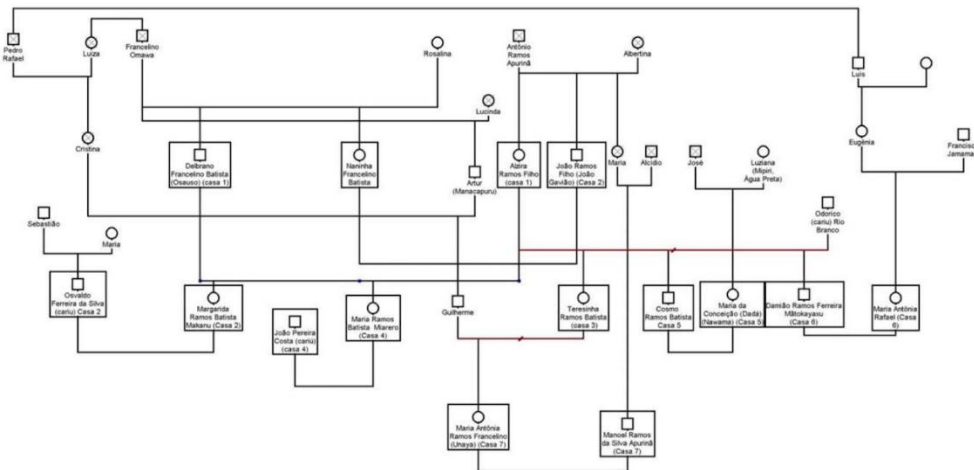 Pedro
Rafael
Luiza
Francelino
Omawa
Rosalina
Antônio
Ramos
Apurinã
Albertina
Luis
Lucinda
Cristina
Delbrano
Francelino Batista
(Osauso) (casa 1)
Naninha
Francelino
Batista
Artur
(Manacapuru)
Alzira
Ramos Filho
(casa 1)
João Ramos
Filho (João
Gavião) (Casa 2)
Maria
Alcídio
José
Luziana
(Mipiri,
Água Preta)
Eugênia
Francisco
Jamamadi
Sebastião
Maria
Odorico
(cariu) Rio
Branco
Osvaldo
Ferreira da Silva
(cariu) Casa 2
Margarida
Ramos Batista
Makanu (Casa 2)
João Pereira
Costa (cariú)
(casa 4)
Maria Ramos
Batista Miarero
(Casa 4)
Guilherme
Teresinha
Ramos Batista
(casa 3)
Cosmo
Ramos Batista
Casa 5
Maria da
Conceição (Dadá)
(Nawama) (Casa 5)
Damião Ramos Ferreira
Mãtokayaxu
(Casa 6)
Maria Antônia
Rafael (Casa
6)
Maria Antônia
Ramos Francelino
(Unaya) (Casa 7)
Manoel Ramos
da Silva Apurinã
(Casa 7)